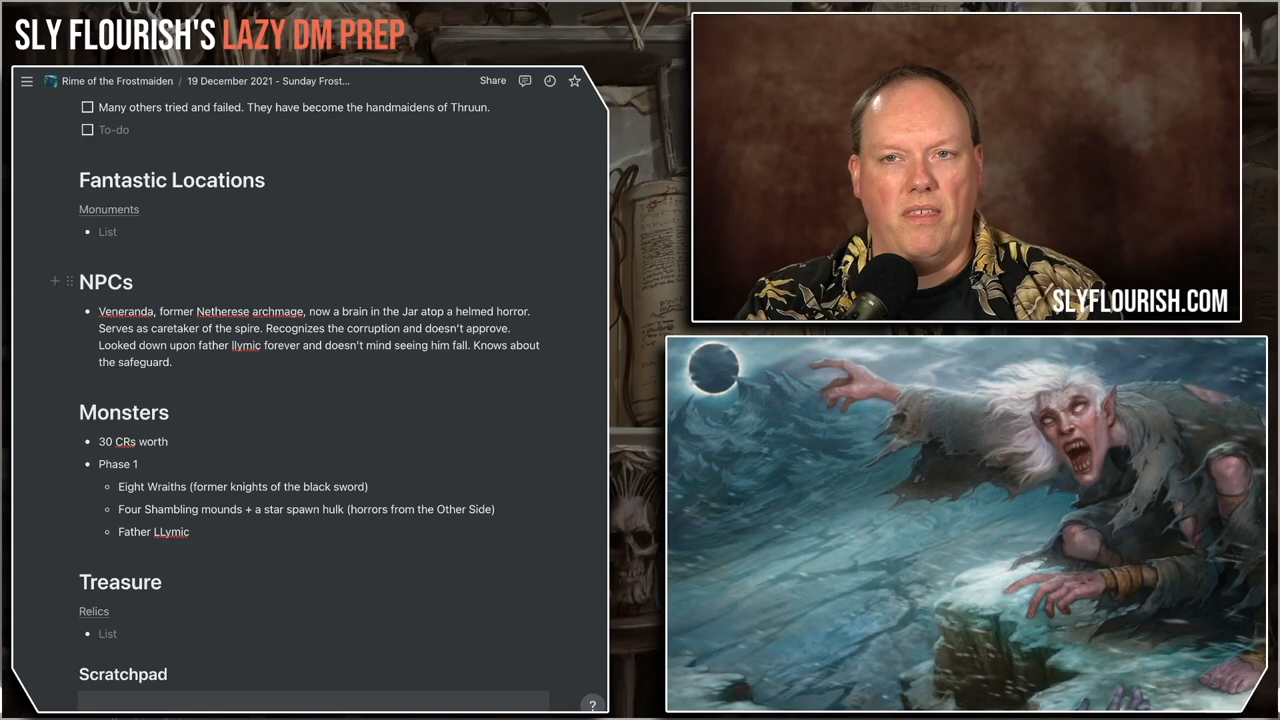 SLY FLOURISH'S LAZY DM PREP
Rime of the Frostmaiden / 19 December 2021 - Sunday Frost...
Share
Many others tried and failed. They have become the handmaidens of Thruun.
To-do
Fantastic Locations
Monuments
List
NPCs
Veneranda, former Netherese archmage, now a brain in the Jar atop a helmed horror.
Serves as caretaker of the spire. Recognizes the corruption and doesn't approve.
Looked down upon father llymic forever and doesn't mind seeing him fall. Knows about
the safeguard.
Monsters
30 CRs worth
Phase 1
Eight Wraiths (former knights of the black sword)
Four Shambling mounds + a star spawn hulk (horrors from the Other Side)
Father LLymic
Treasure
Relics
List
Scratchpad
?
SLYFLOURISH.COM